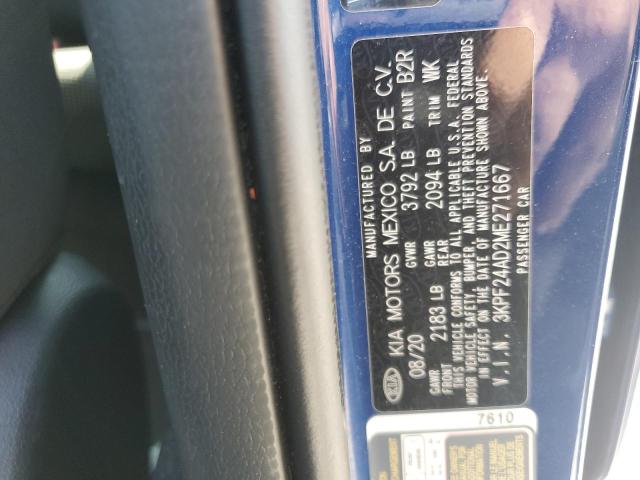 MANUFACTURED BY
KIA KIA MOTORS MEXICO S.A. DE C.V.
08/20 GVWR 3792 LB PAINT B2R
GAWR FRONT 2183 LB GAWR REAR 2094 LB TRIM WK
THIS VEHICLE CONFORMS TO ALL APPLICABLE U.S.A. FEDERAL
MOTOR VEHICLE SAFETY, BUMPER, AND THEFT PREVENTION STANDARDS
IN EFFECT ON THE DATE OF MANUFACTURE SHOWN ABOVE.
V.I.N. 3KPF24AD2ME271667
PASSENGER CAR
7610